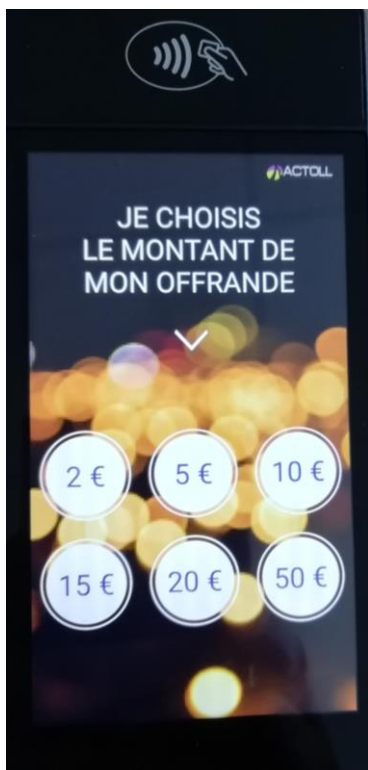 ACTOLL
JE CHOISIS
LE MONTANT DE
MON OFFRANDE
2 € 5 € 10 €
15 € 20 € 50 €